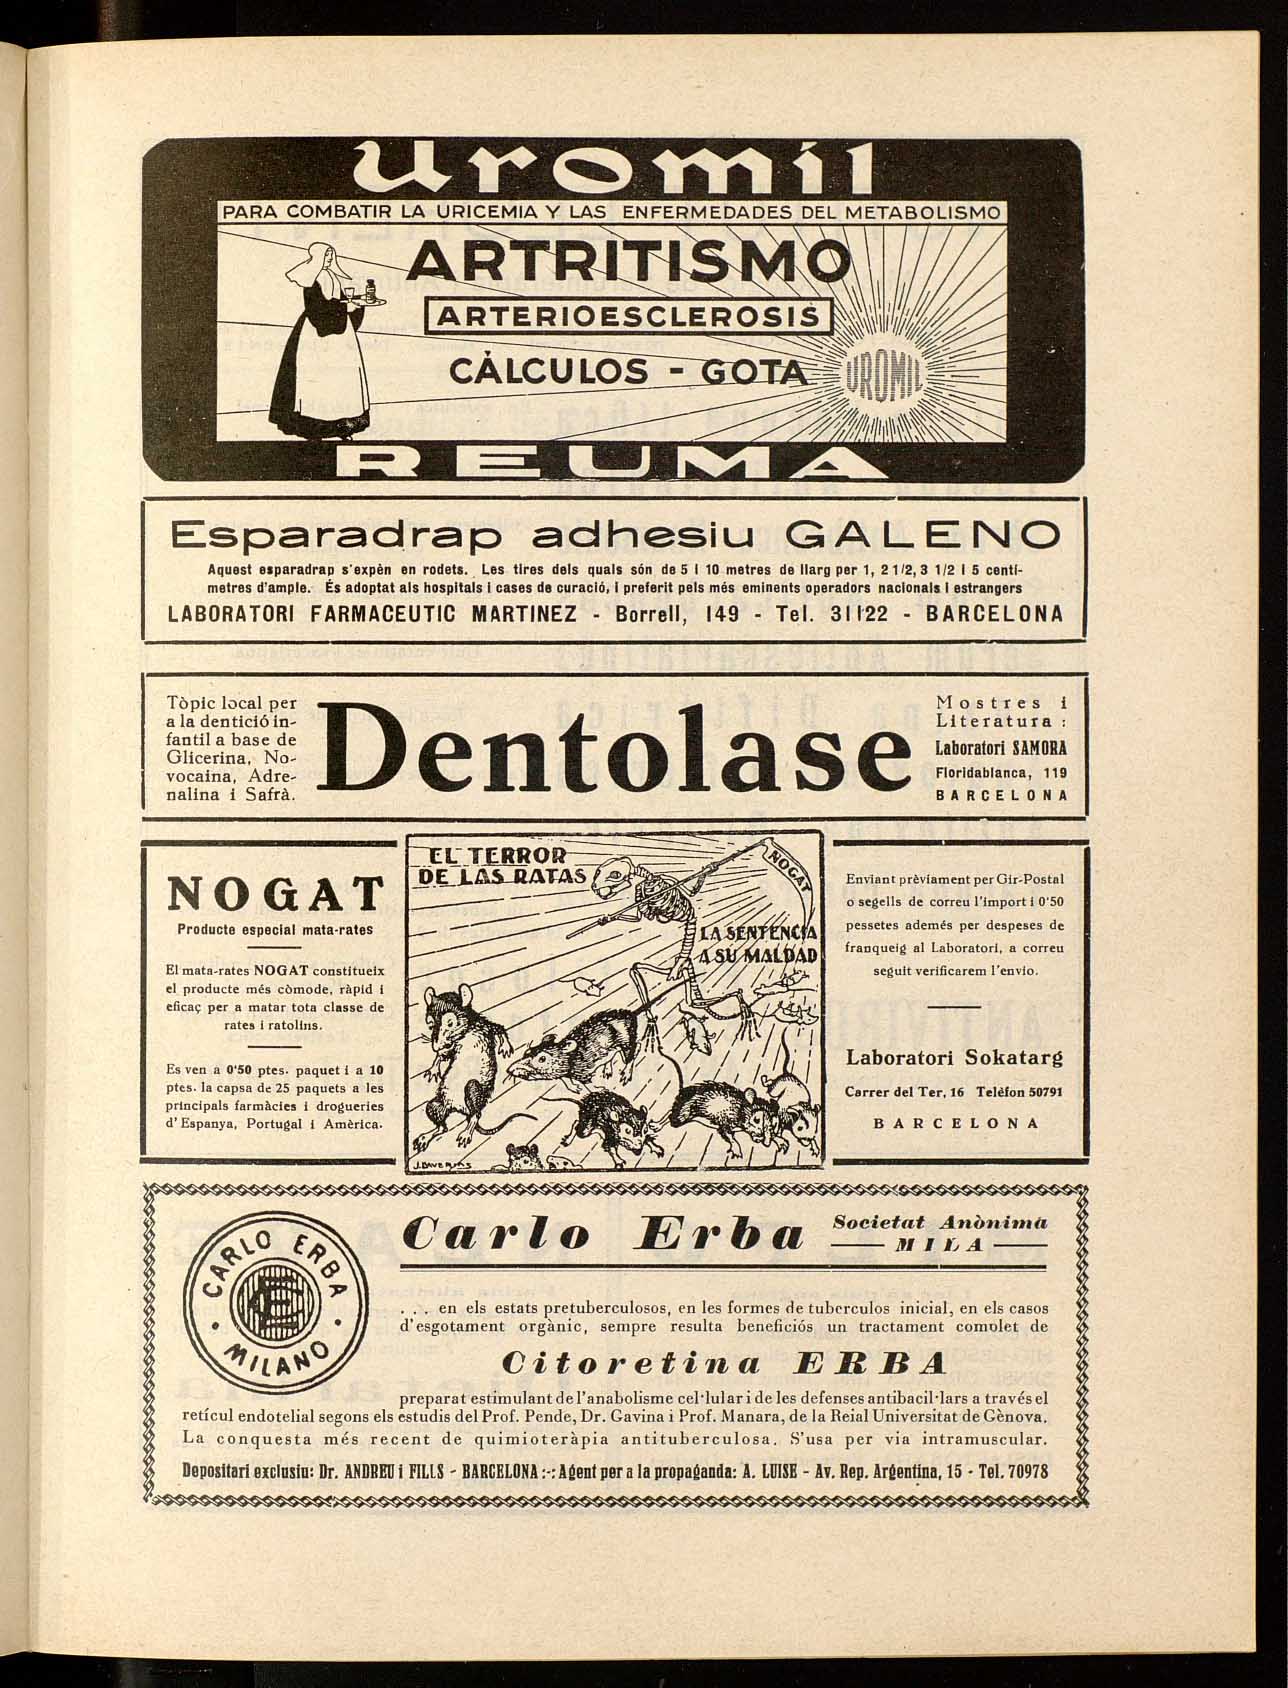 Uromil
PARA COMBATIR LA URICEMIA Y LAS ENFERMEDADES DEL METABOLISMO
ARTRITISMO
ARTERIOESCLEROSIS
CÁLCULOS - GOTA
UROMIL
REUMA
Esparadrap adhesiu GALENO
Aquest esparadrap s'expèn en rodets. Les tires dels quals són de 5 i 10 metres de llarg per 1, 2 1/2, 3 1/2 i 5 centí-
metres d'ample. És adoptat als hospitals i cases de curació, i preferit pels més eminents operadors nacionals i estrangers
LABORATORI FARMACEUTIC MARTINEZ - Borrell, 149 - Tel. 31122 - BARCELONA
Tòpic local per
a la dentició in-
fantil a base de
Glicerina, No-
vocaina, Adre-
nalina i Safrà.
Dentolase
Mostres i
Literatura :
Laboratori SAMORA
Floridablanca, 119
BARCELONA
NOGAT
Producte especial mata-rates
El mata-rates NOGAT constitueix
el producte més còmode, ràpid i
eficaç per a matar tota classe de
rates i ratolins.
Es ven a 0'50 ptes. paquet i a 10
ptes. la capsa de 25 paquets a les
principals farmàcies i drogueries
d'Espanya, Portugal i Amèrica.
EL TERROR
DE LAS RATAS
NOGAT
LA SENTENCIA
A SU MALDAD
Enviant prèviament per Gir-Postal
o segells de correu l'import i 0'50
pessetes ademés per despeses de
franqueig al Laboratori, a correu
seguit verificarem l'envio.
Laboratori Sokatarg
Carrer del Ter, 16 Telèfon 50791
BARCELONA
CARLO ERBA
CE
MILANO
Carlo Erba
Societat Anònima
MILA
. . . en els estats pretuberculosos, en les formes de tuberculos inicial, en els casos
d'esgotament orgànic, sempre resulta beneficiós un tractament complet de
Citoretina ERBA
preparat estimulant de l'anabolisme cel·lular i de les defenses antibacil·lars a través el
retícul endotelial segons els estudis del Prof. Pende, Dr. Gavina i Prof. Manara, de la Reial Universitat de Gènova.
La conquesta més recent de quimioteràpia antituberculosa. S'usa per via intramuscular.
Depositari exclusiu: Dr. ANDREU i FILLS - BARCELONA :-: Agent per a la propaganda: A. LUISE - Av. Rep. Argentina, 15 - Tel. 70978